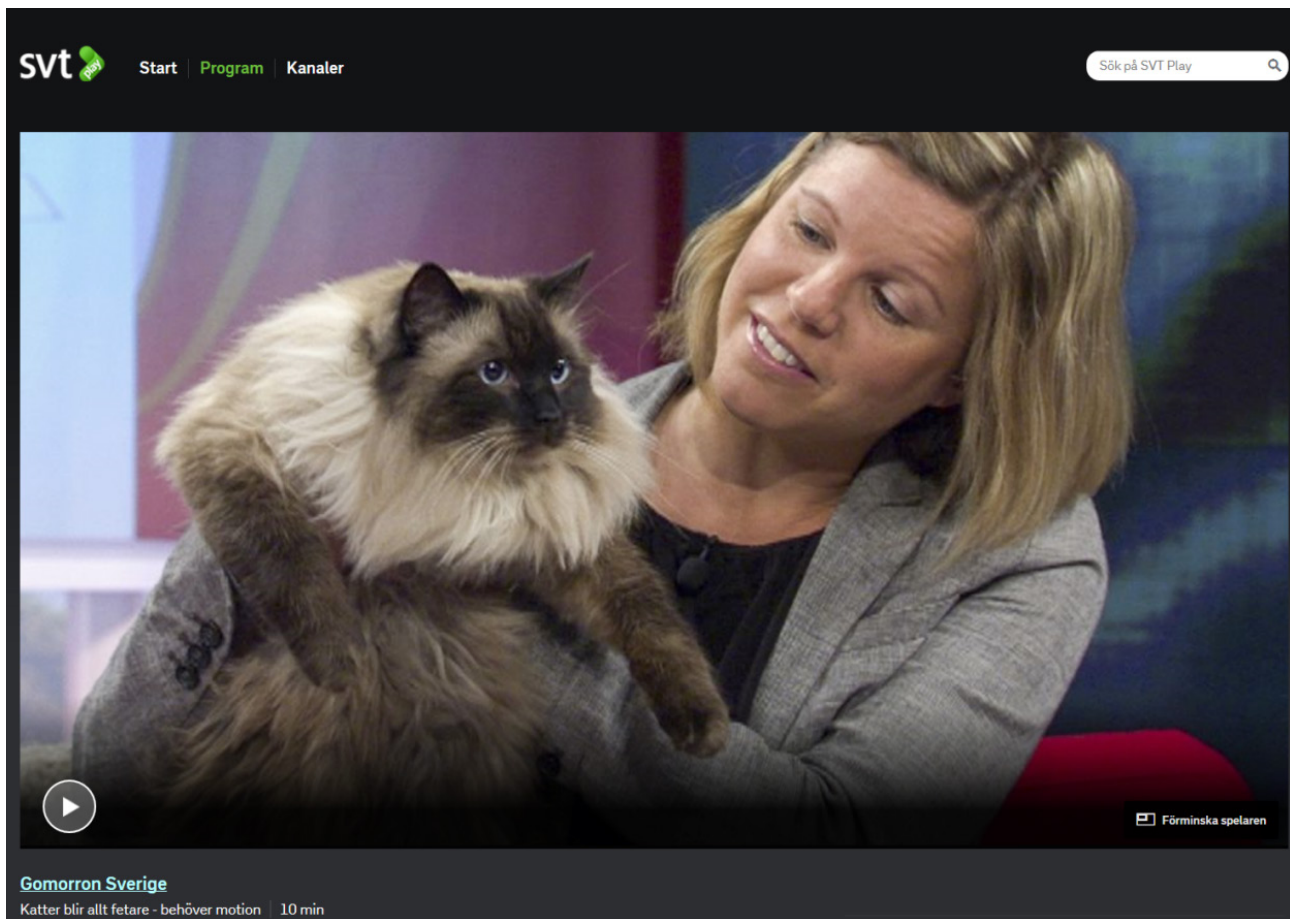 svt play
Start Program Kanaler
Sök på SVT Play
Förminska spelaren
Gomorron Sverige
Katter blir allt fetare - behöver motion 10 min